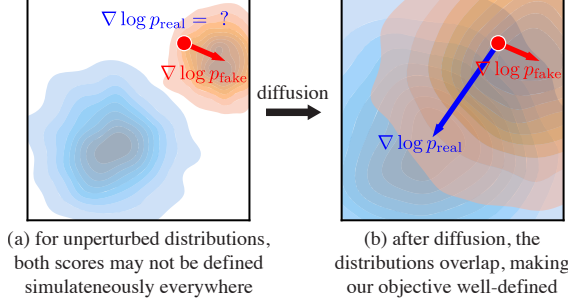 ∇ log p_real = ?
∇ log p_fake
diffusion
∇ log p_fake
∇ log p_real
(a) for unperturbed distributions,
both scores may not be defined
simulateneously everywhere
(b) after diffusion, the
distributions overlap, making
our objective well-defined